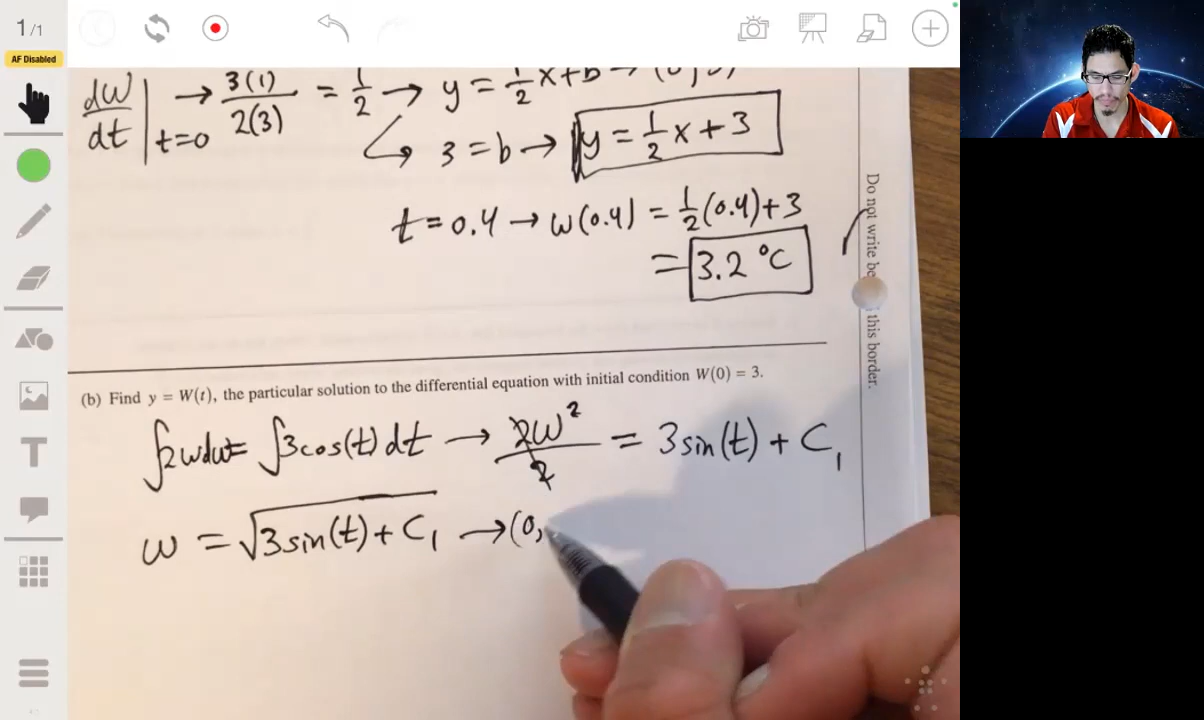 1/1
AF Disabled
dW/dt | t=0 → 3(1)/2(3) = 1/2 → y = 1/2 x + b →
↳ 3 = b → y = 1/2 x + 3
t = 0.4 → w(0.4) = 1/2 (0.4) + 3
= 3.2 °C
(b) Find y = W(t), the particular solution to the differential equation with initial condition W(0) = 3.
∫2wdw = ∫3cos(t) dt → 2w²/2 = 3sin(t) + C₁
w = √3sin(t) + C₁ → (0,
Do not write be
this border.
T